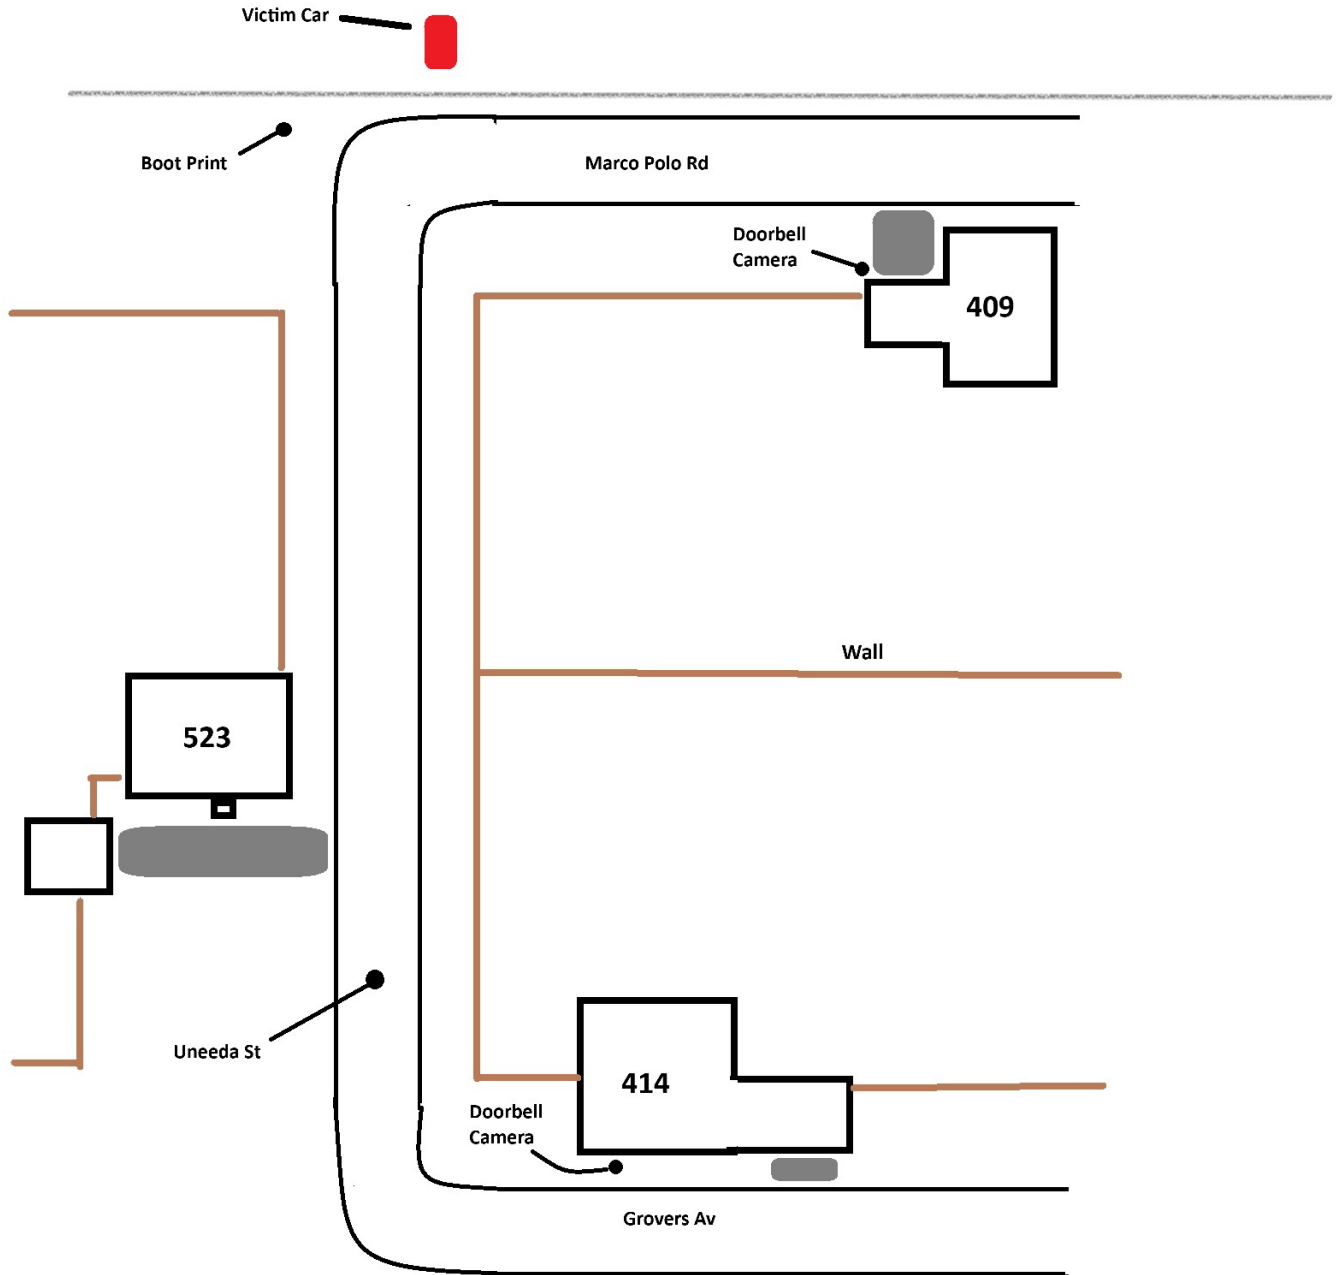 Victim Car
Boot Print
Marco Polo Rd
Doorbell
Camera
409
Wall
523
Uneeda St
414
Doorbell
Camera
Grovers Av